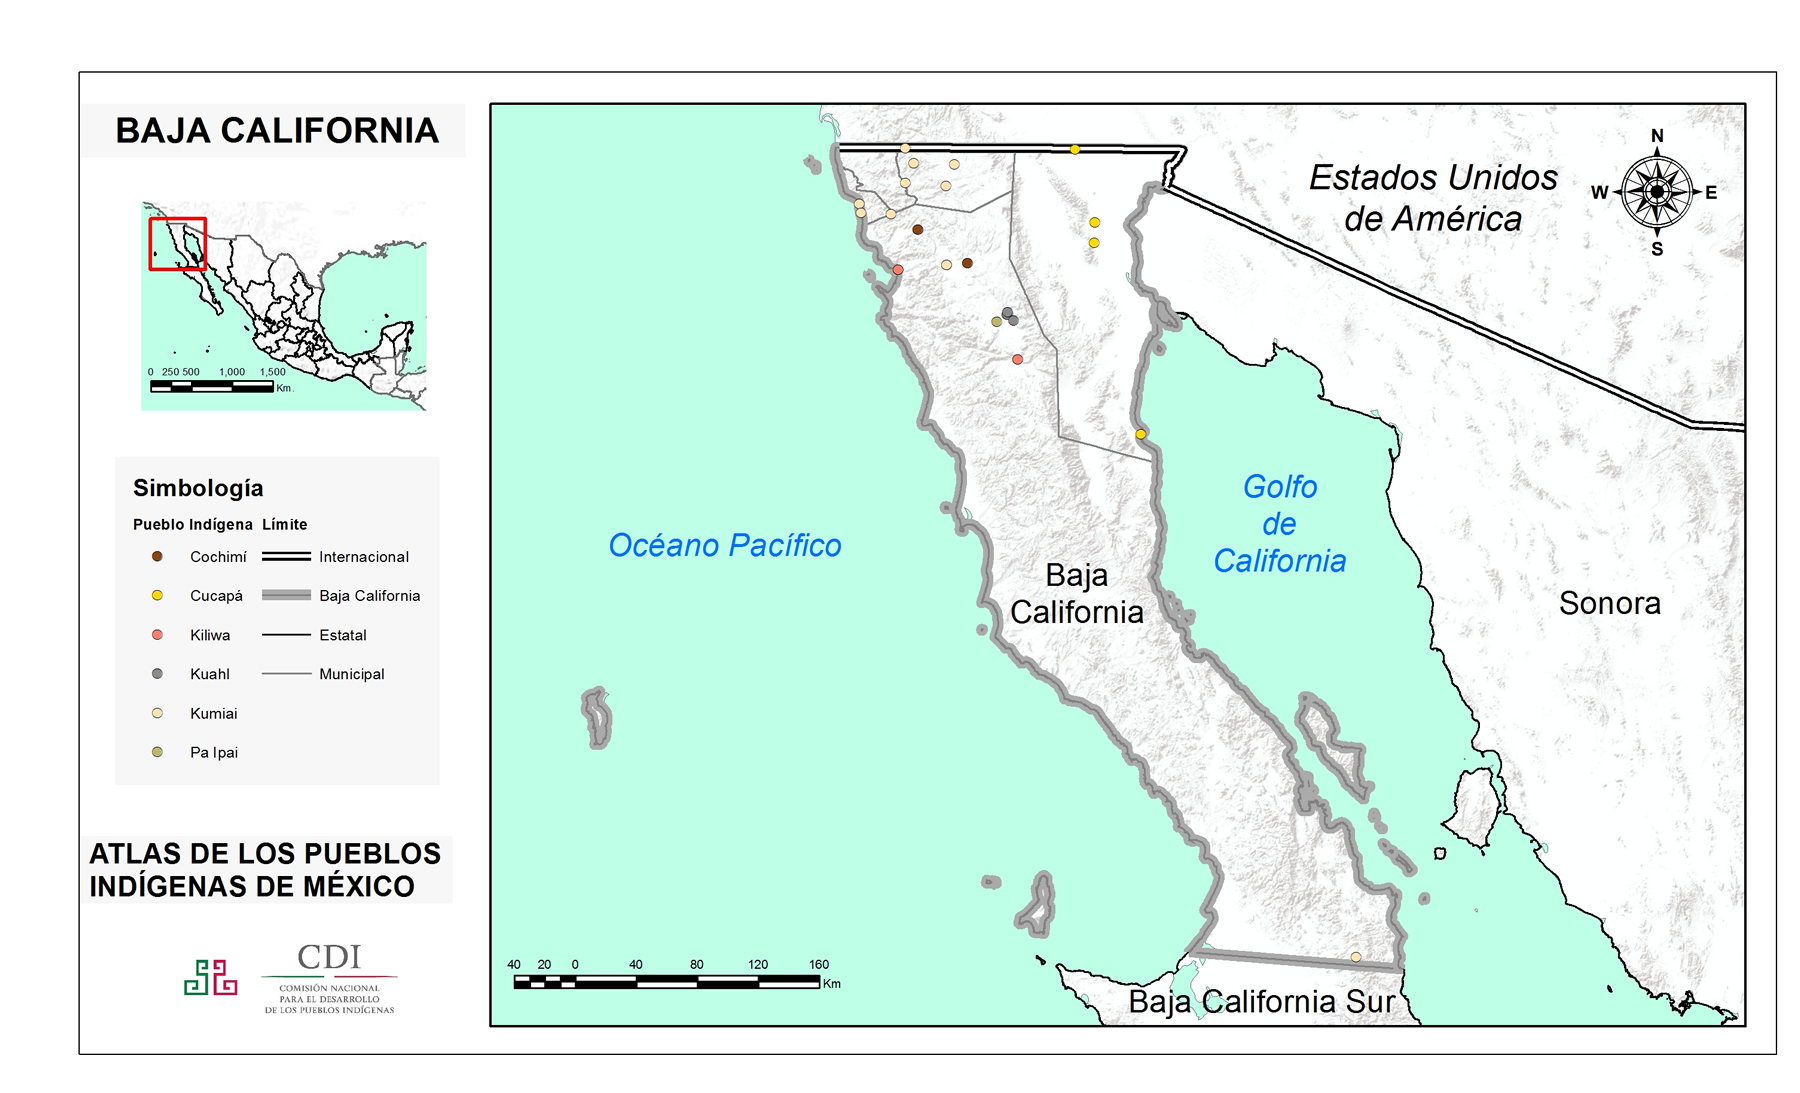 BAJA CALIFORNIA
0 250 500 1,000 1,500
Km.
Simbología
Pueblo Indígena Límite
Cochimí Internacional
Cucapá Baja California
Kiliwa Estatal
Kuahl Municipal
Kumiai
Pa Ipai
ATLAS DE LOS PUEBLOS
INDÍGENAS DE MÉXICO
CDI
COMISIÓN NACIONAL
PARA EL DESARROLLO
DE LOS PUEBLOS INDÍGENAS
N
W E
S
Estados Unidos
de América
Océano Pacífico
Golfo
de
California
Baja
California
Sonora
Baja California Sur
40 20 0 40 80 120 160
Km